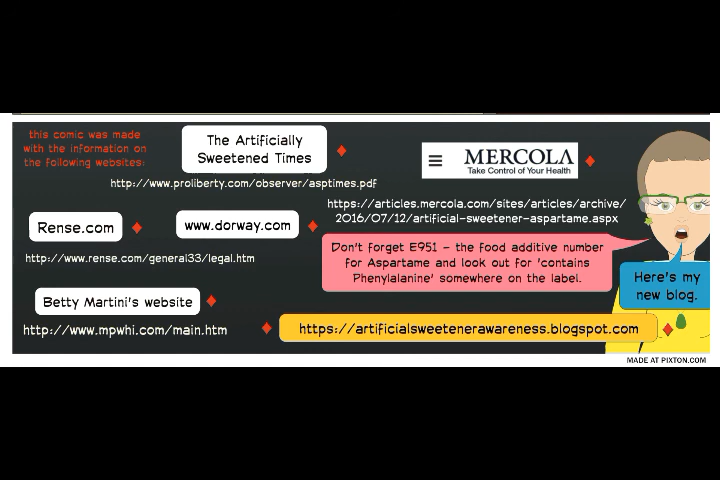 this comic was made
with the information on
the following websites:
The Artificially
Sweetened Times
http://www.proliberty.com/observer/asptimes.pdf
MERCOLA
Take Control of Your Health
https://articles.mercola.com/sites/articles/archive/
2016/07/12/artificial-sweetener-aspartame.aspx
Rense.com
www.dorway.com
http://www.rense.com/general33/legal.htm
Don't forget E951 - the food additive number
for Aspartame and look out for 'contains
Phenylalanine' somewhere on the label.
Here's my
new blog.
Betty Martini's website
http://www.mpwhi.com/main.htm
https://artificialsweetenerawareness.blogspot.com
MADE AT PIXTON.COM